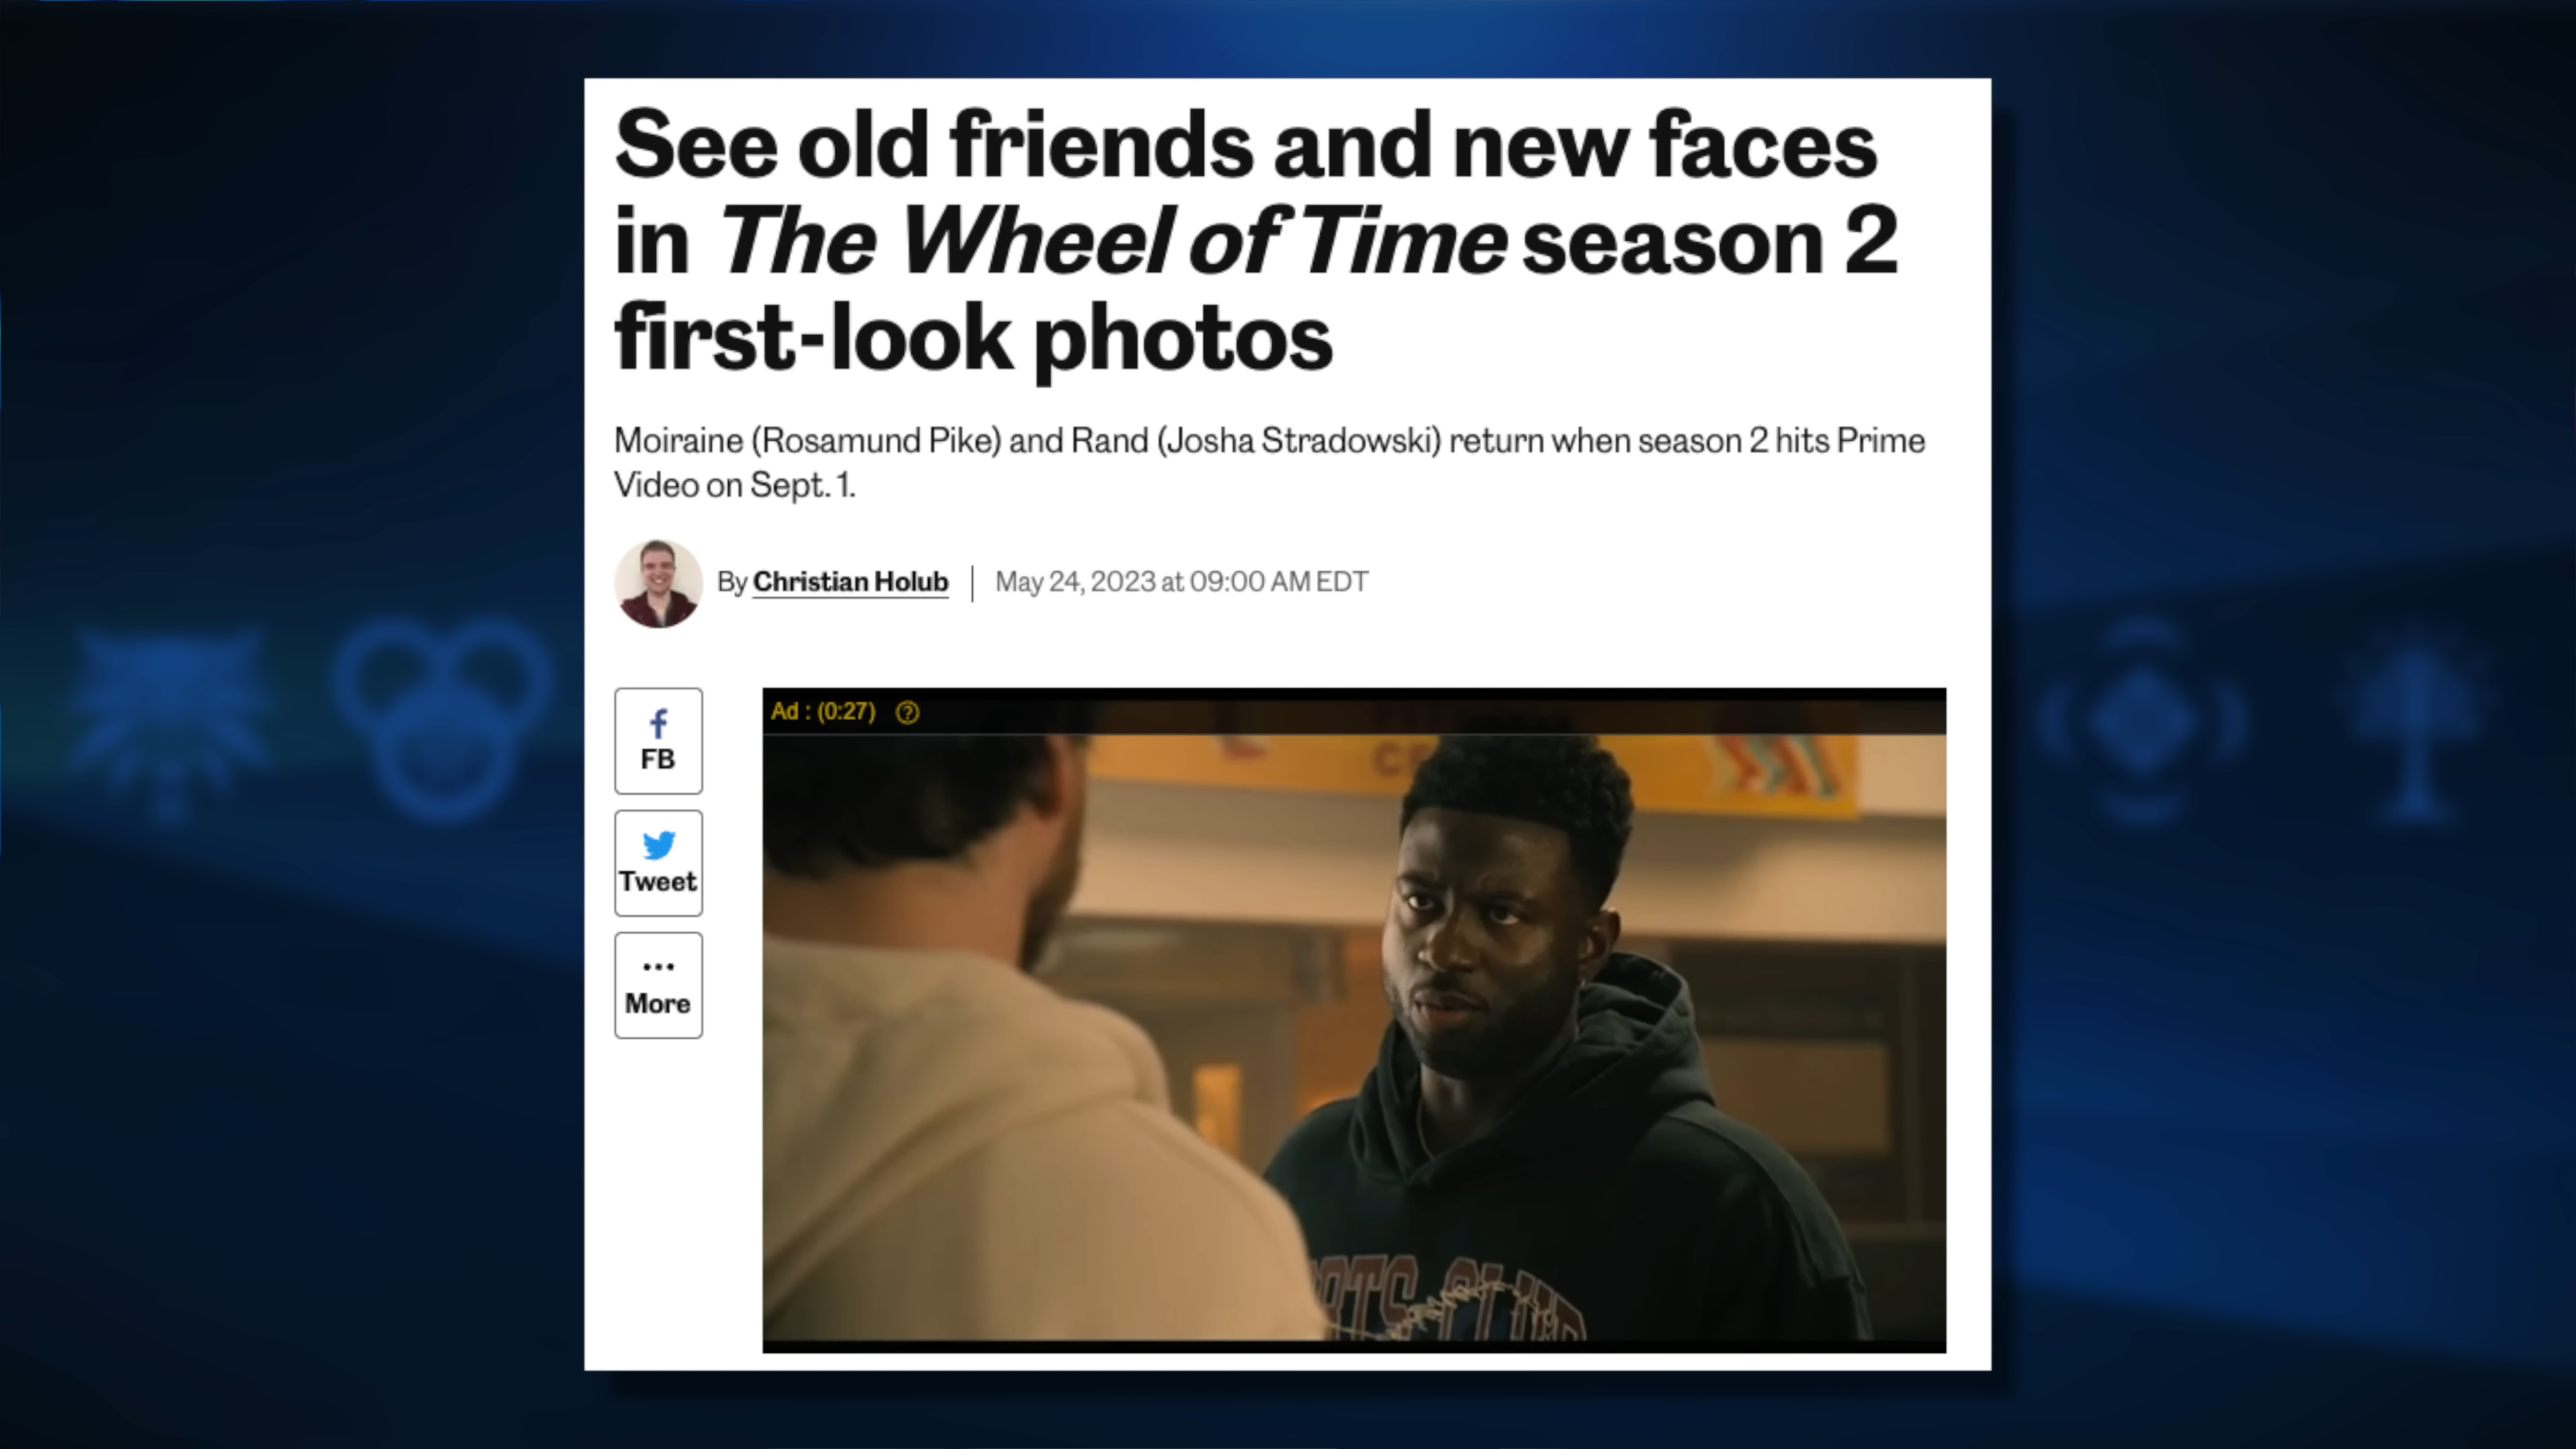 See old friends and new faces
in The Wheel of Time season 2
first-look photos
Moiraine (Rosamund Pike) and Rand (Josha Stradowski) return when season 2 hits Prime
Video on Sept. 1.
By Christian Holub | May 24, 2023 at 09:00 AM EDT
FB
Tweet
... More
Ad : (0:27) ?